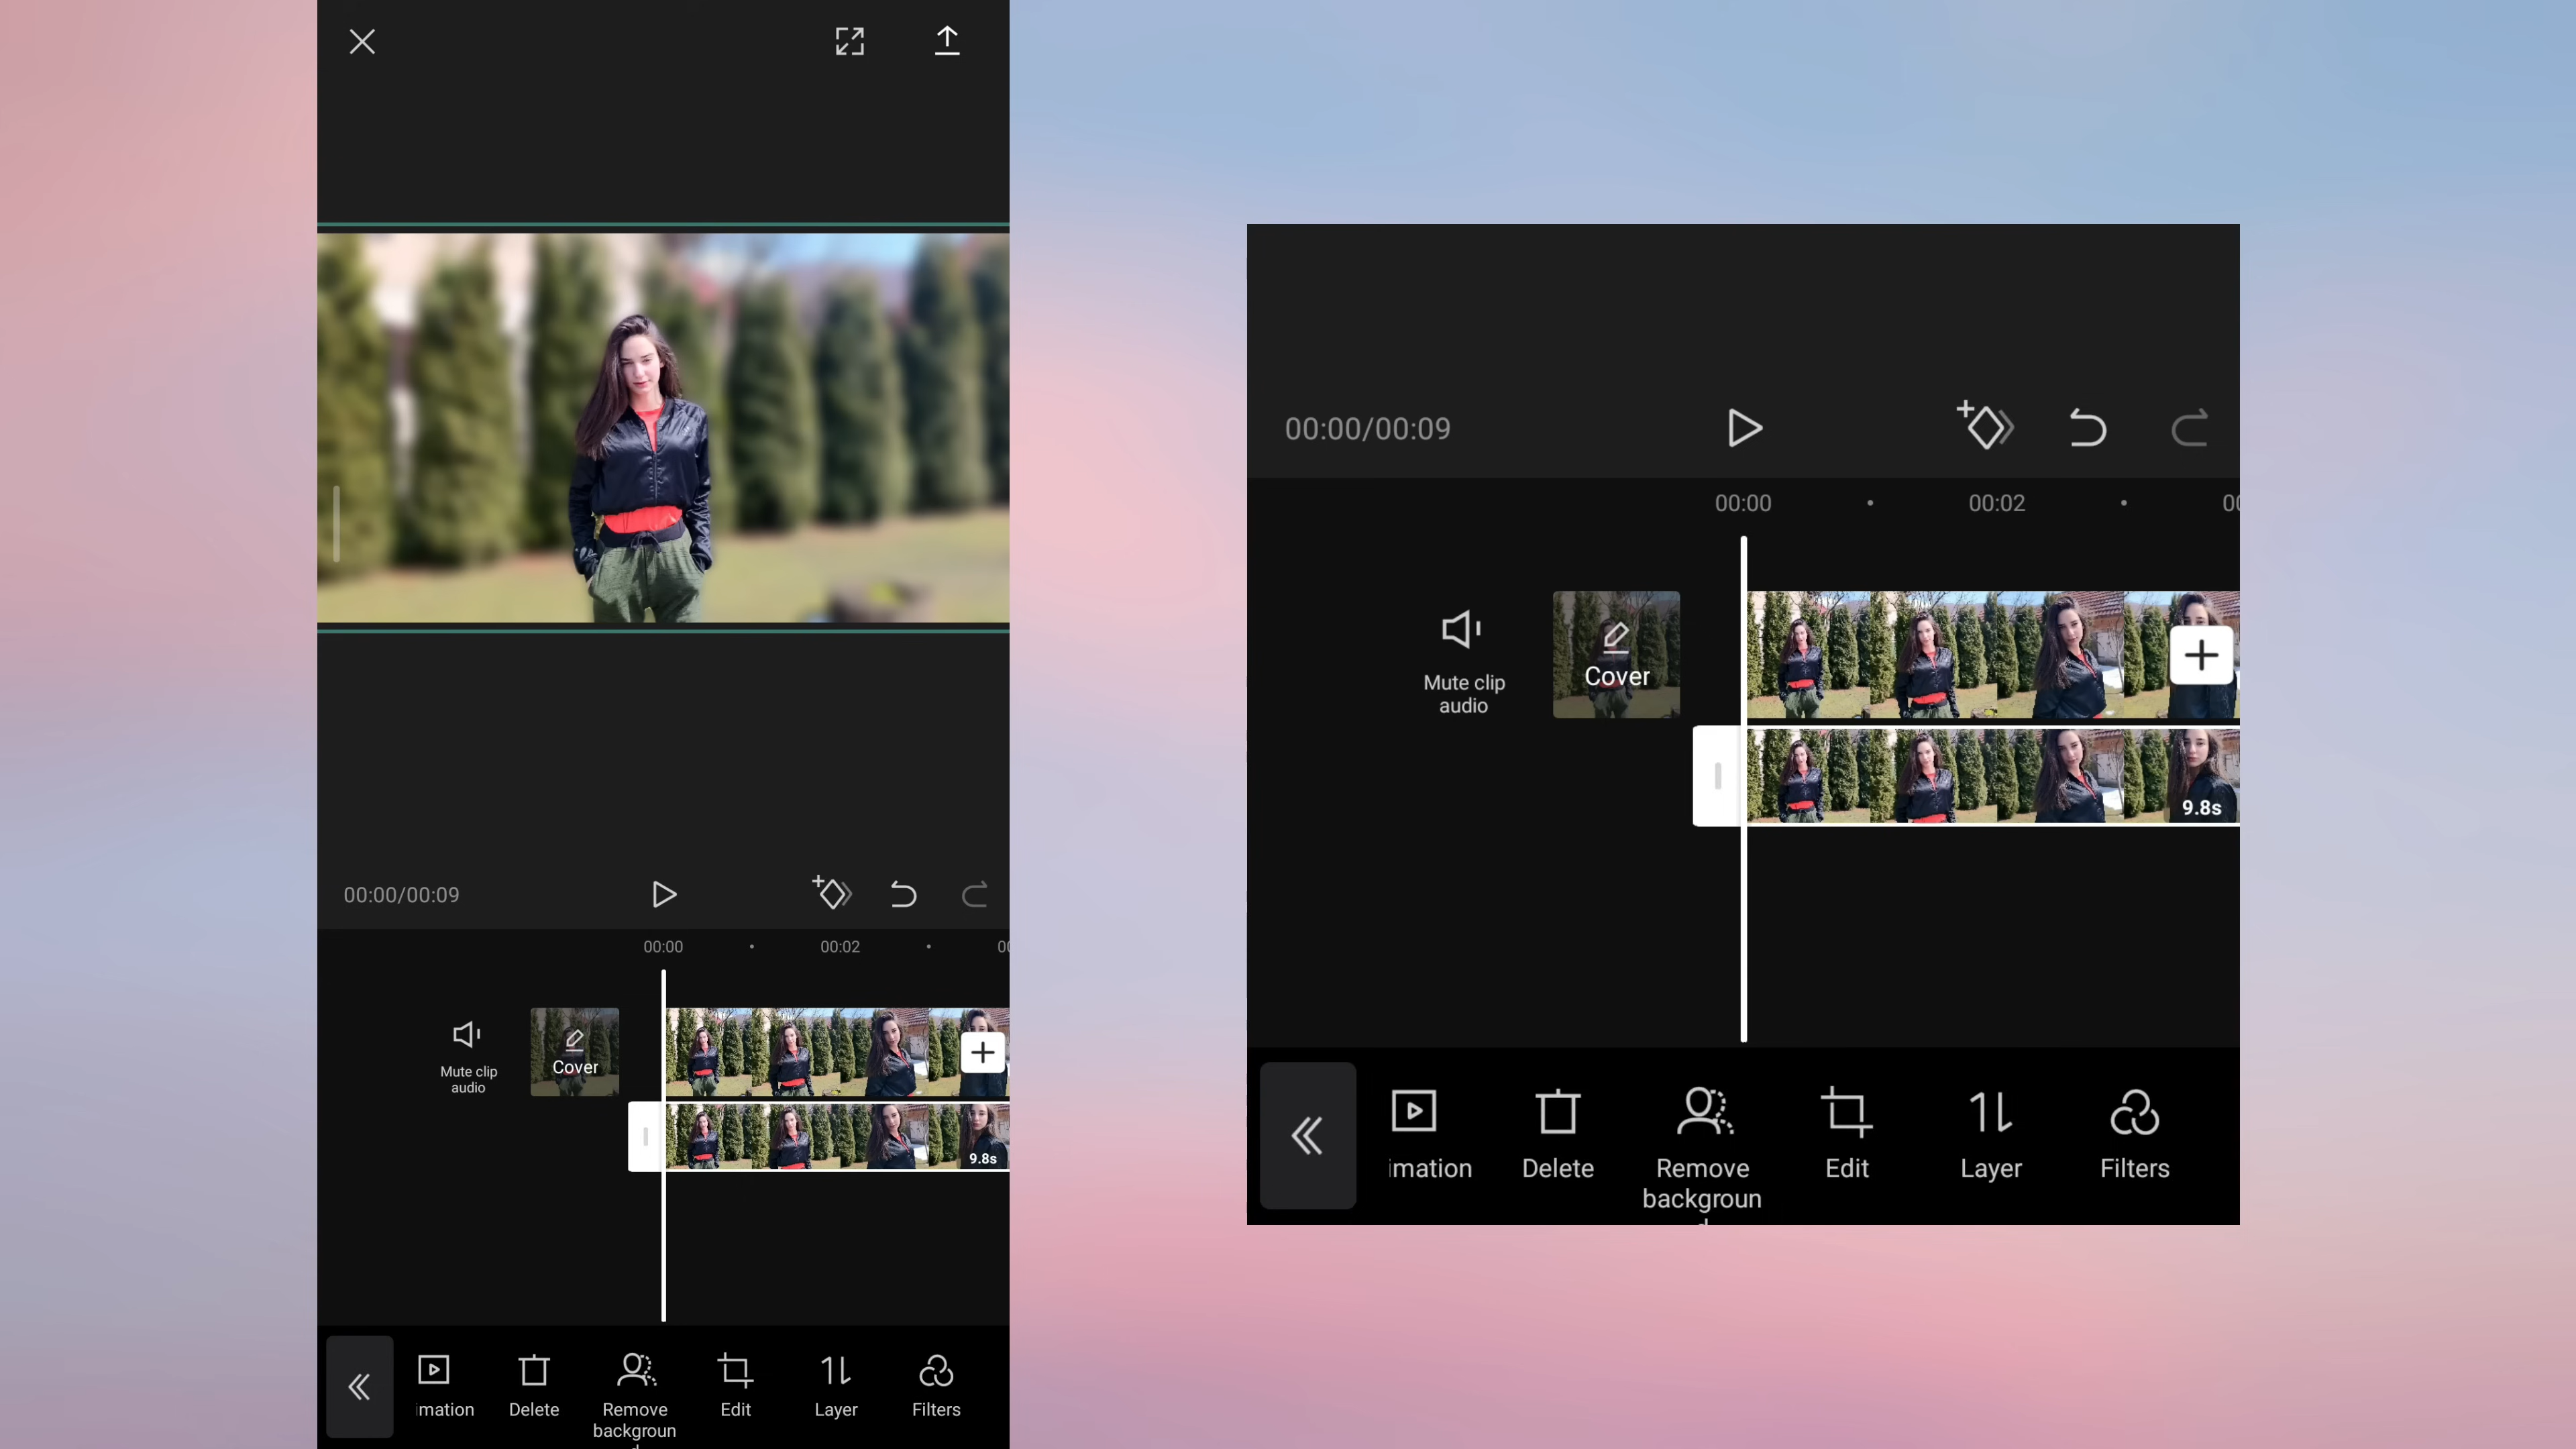 00:00/00:09
00:00
00:02
Mute clip
audio
Cover
9.8s
imation
Delete
Remove
backgroun
Edit
Layer
Filters
00:00/00:09
00:00
00:02
Mute clip
audio
Cover
9.8s
imation
Delete
Remove
backgroun
Edit
Layer
Filters